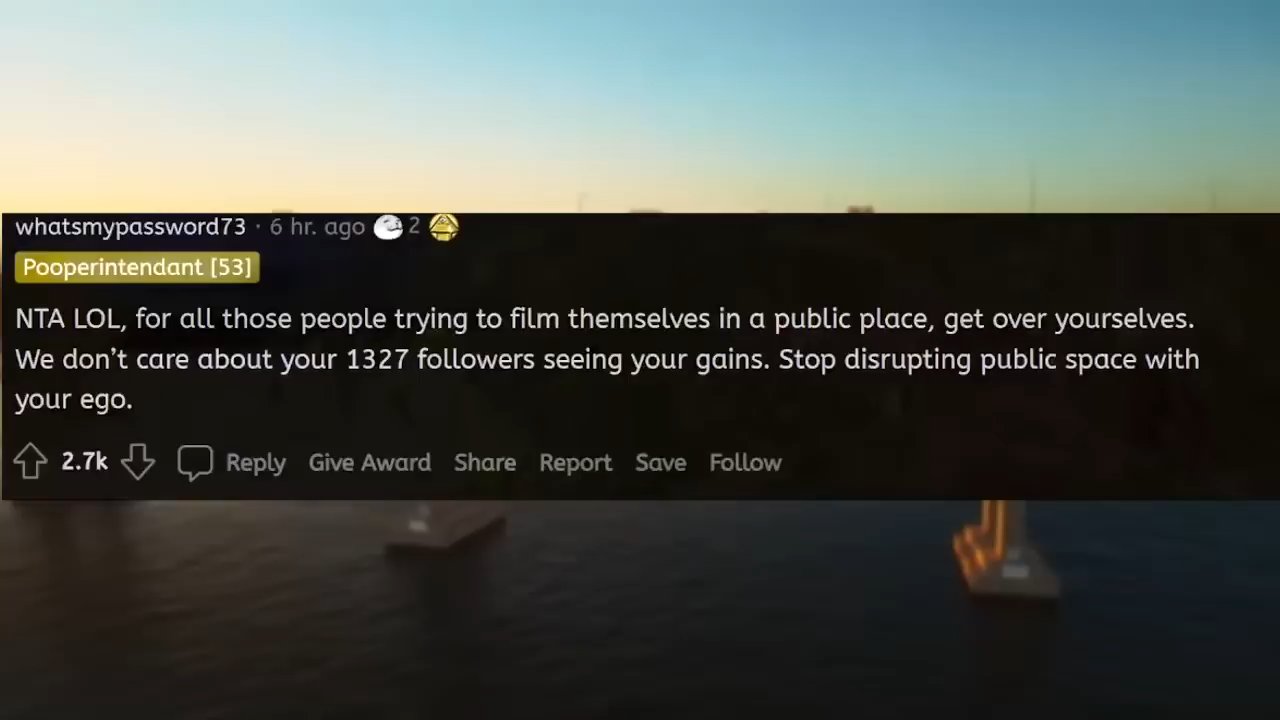 whatsmypassword73 · 6 hr. ago 2
Pooperintendant [53]
NTA LOL, for all those people trying to film themselves in a public place, get over yourselves.
We don’t care about your 1327 followers seeing your gains. Stop disrupting public space with
your ego.
2.7k Reply Give Award Share Report Save Follow